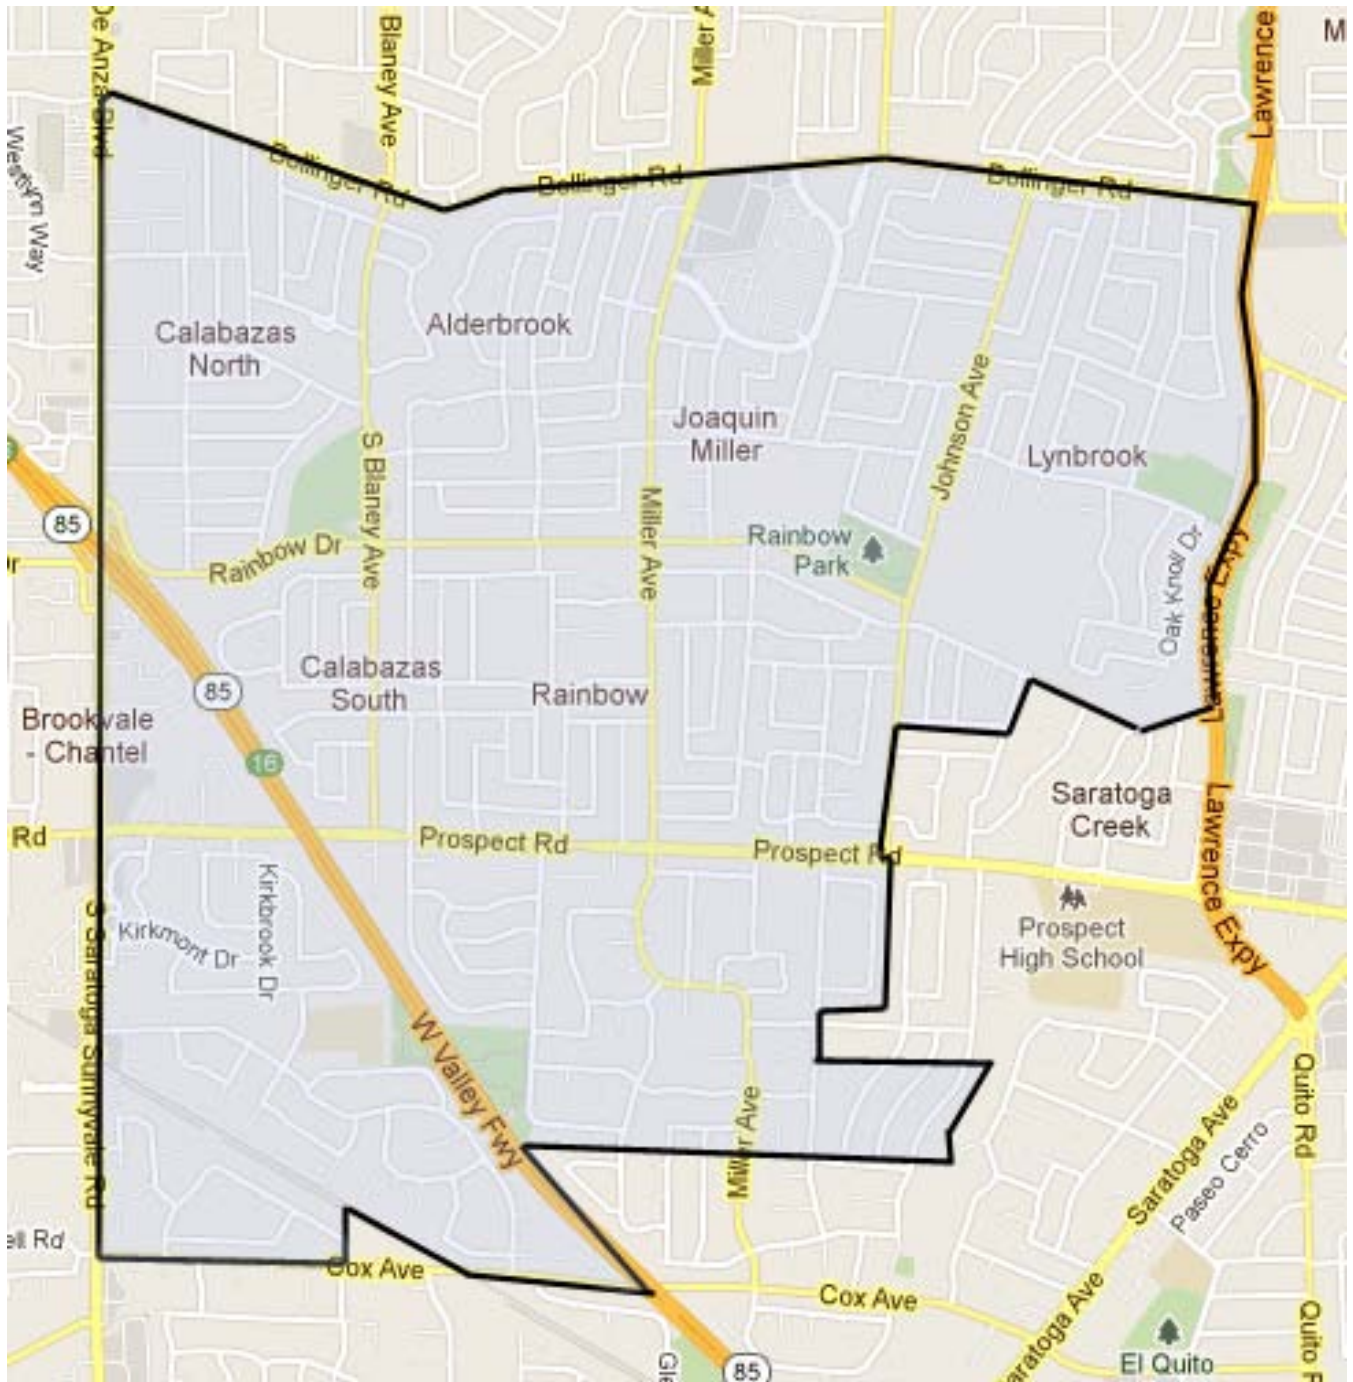 De Anza Blvd
Blaney Ave
Miller A
Lawrence
M
Westlynn Way
Bollinger Rd
Bollinger Rd
Bollinger Rd
Calabazas
North
Alderbrook
Joaquin
Miller
Johnson Ave
Lynbrook
S Blaney Ave
Miller Ave
85
Rainbow Dr
Rainbow
Park
Oak Knoll Dr
Lawrence Expy
Calabazas
South
Rainbow
85
Brookvale
- Chantel
16
Saratoga
Creek
Rd
Prospect Rd
Prospect Rd
Lawrence Expy
Kirkbrook Dr
Kirkmont Dr
Prospect
High School
S Saratoga Sunnyvale Rd
W Valley Fwy
Miller Ave
Quito Rd
Saratoga Ave
Paseo Cerro
ell Rd
Cox Ave
Cox Ave
aratoga Ave
Quito R
El Quito
Gle
85